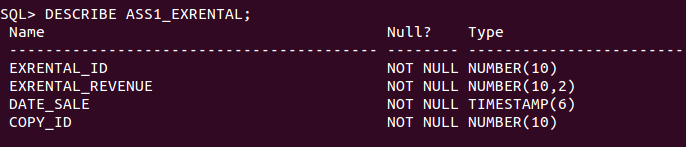 SQL> DESCRIBE ASS1_EXRENTAL;
Name Null? Type
----------------------------------------- -------- ------------------------
EXRENTAL_ID NOT NULL NUMBER(10)
EXRENTAL_REVENUE NOT NULL NUMBER(10,2)
DATE_SALE NOT NULL TIMESTAMP(6)
COPY_ID NOT NULL NUMBER(10)